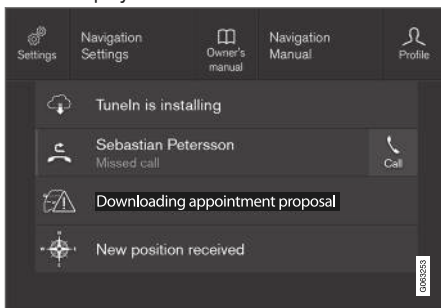 Settings
Navigation
Settings
Owner's
manual
Navigation
Manual
Profile
TuneIn is installing
Sebastian Petersson
Missed call
Call
Downloading appointment proposal
New position received
G063253